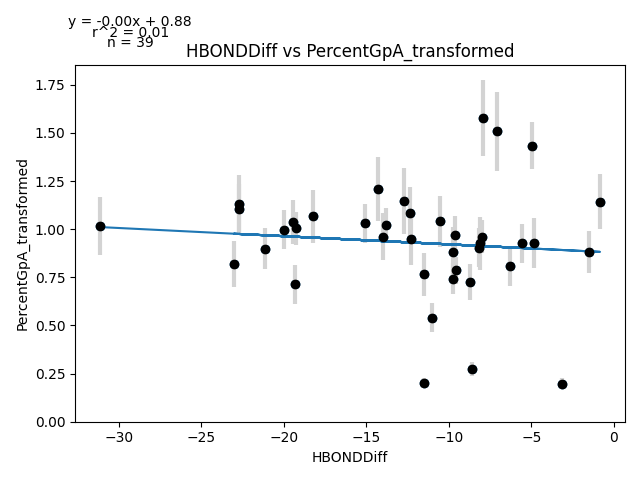 y = -0.00x + 0.88
r^2 = 0.01
n = 39
HBONDDiff vs PercentGpA_transformed
PercentGpA_transformed
1.75
1.50
1.25
1.00
0.75
0.50
0.25
0.00
−30
−25
−20
−15
−10
−5
0
HBONDDiff